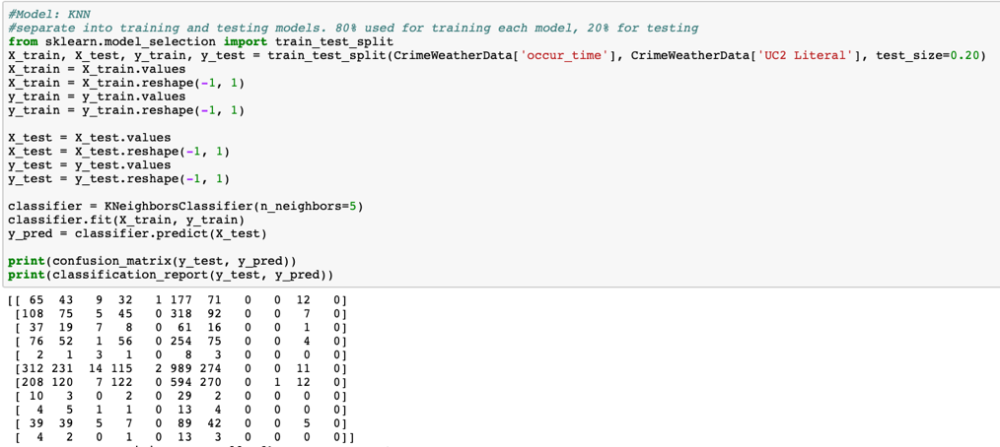 #Model: KNN
#separate into training and testing models. 80% used for training each model, 20% for testing
from sklearn.model_selection import train_test_split
X_train, X_test, y_train, y_test = train_test_split(CrimeWeatherData['occur_time'], CrimeWeatherData['UC2 Literal'], test_size=0.20)
X_train = X_train.values
X_train = X_train.reshape(-1, 1)
y_train = y_train.values
y_train = y_train.reshape(-1, 1)

X_test = X_test.values
X_test = X_test.reshape(-1, 1)
y_test = y_test.values
y_test = y_test.reshape(-1, 1)

classifier = KNeighborsClassifier(n_neighbors=5)
classifier.fit(X_train, y_train)
y_pred = classifier.predict(X_test)

print(confusion_matrix(y_test, y_pred))
print(classification_report(y_test, y_pred))
[[ 65 43 9 32 1 177 71 0 0 12 0]
[108 75 5 45 0 318 92 0 0 7 0]
[ 37 19 7 8 0 61 16 0 0 1 0]
[ 76 52 1 56 0 254 75 0 0 4 0]
[ 2 1 3 1 0 8 3 0 0 0 0]
[312 231 14 115 2 989 274 0 0 11 0]
[208 120 7 122 0 594 270 0 1 12 0]
[ 10 3 0 2 0 29 2 0 0 0 0]
[ 4 5 1 1 0 13 4 0 0 0 0]
[ 39 39 5 7 0 89 42 0 0 5 0]
[ 4 2 0 1 0 13 3 0 0 0 0]]